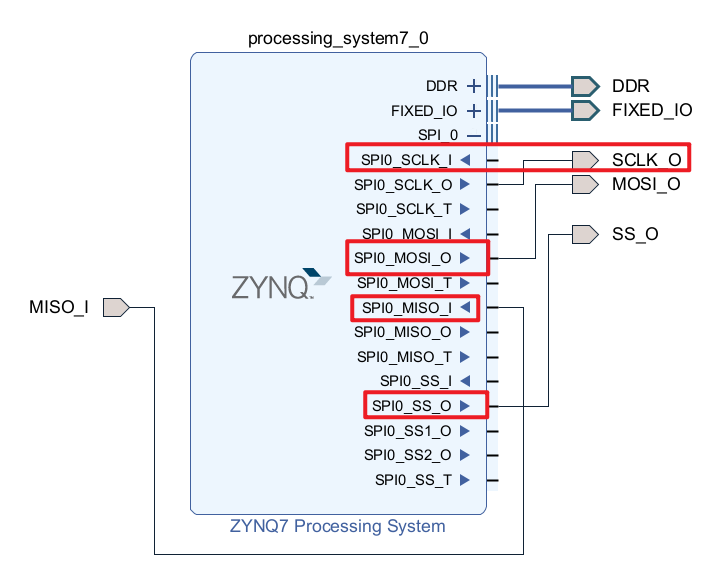 processing_system7_0
DDR
DDR
FIXED_IO
FIXED_IO
SPI_0
SPI0_SCLK_I
SCLK_O
SPI0_SCLK_O
MOSI_O
SPI0_SCLK_T
SPI0_MOSI_I
SS_O
SPI0_MOSI_O
SPI0_MOSI_T
ZYNQ
MISO_I
SPI0_MISO_I
SPI0_MISO_O
SPI0_MISO_T
SPI0_SS_I
SPI0_SS_O
SPI0_SS1_O
SPI0_SS2_O
SPI0_SS_T
ZYNQ7 Processing System